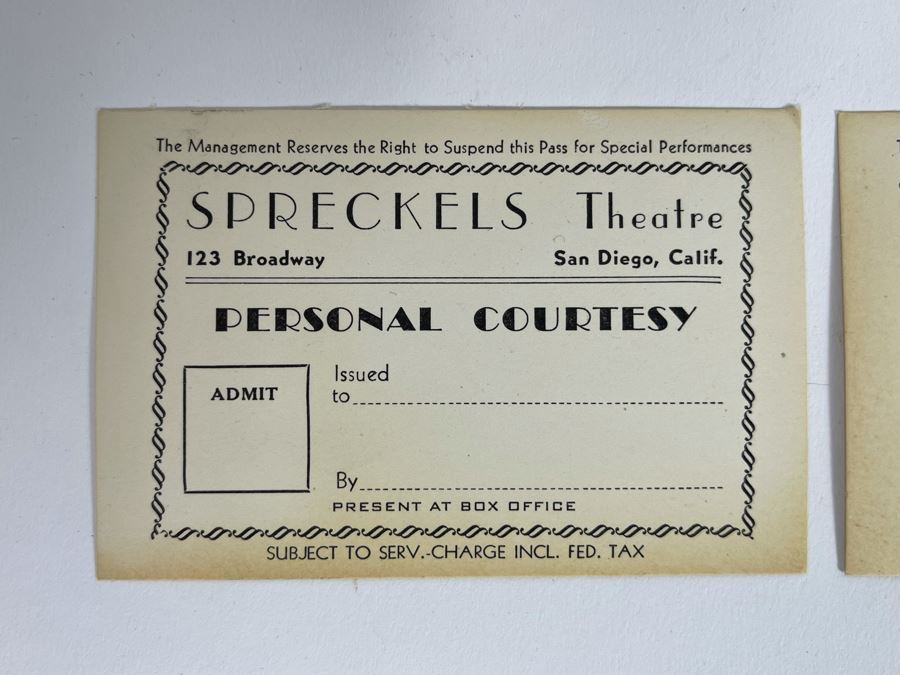 The Management Reserves the Right to Suspend this Pass for Special Performances
SPRECKELS Theatre
123 Broadway San Diego, Calif.
PERSONAL COURTESY
ADMIT
Issued
to
By
PRESENT AT BOX OFFICE
SUBJECT TO SERV.-CHARGE INCL. FED. TAX